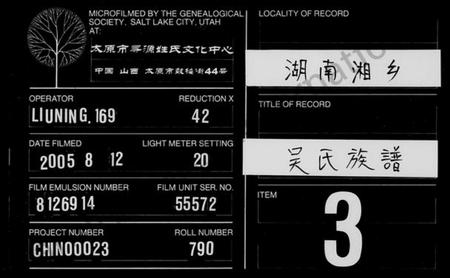 MICROFILMED BY THE GENEALOGICAL
SOCIETY, SALT LAKE CITY, UTAH
AT:
太原市寻源姓氏文化中心
中国 山西 太原市鼓楼街44号
OPERATOR
LIUNING.169
REDUCTION X
42
DATE FILMED
2005 8 12
LIGHT METER SETTING
20
FILM EMULSION NUMBER
8126914
FILM UNIT SER. NO.
55572
PROJECT NUMBER
CHIN00023
ROLL NUMBER
790
LOCALITY OF RECORD
湖南湘乡
TITLE OF RECORD
吴氏族譜
ITEM
3